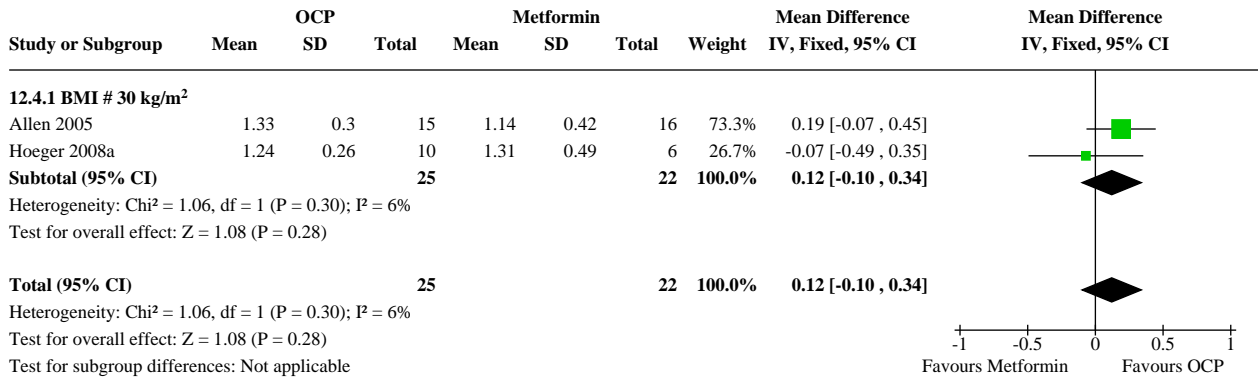 OCP Metformin Mean Difference Mean Difference
Study or Subgroup Mean SD Total Mean SD Total Weight IV, Fixed, 95% CI IV, Fixed, 95% CI
12.4.1 BMI # 30 kg/m²
Allen 2005 1.33 0.3 15 1.14 0.42 16 73.3% 0.19 [-0.07 , 0.45]
Hoeger 2008a 1.24 0.26 10 1.31 0.49 6 26.7% -0.07 [-0.49 , 0.35]
Subtotal (95% CI) 25 22 100.0% 0.12 [-0.10 , 0.34]
Heterogeneity: Chi² = 1.06, df = 1 (P = 0.30); I² = 6%
Test for overall effect: Z = 1.08 (P = 0.28)
Total (95% CI) 25 22 100.0% 0.12 [-0.10 , 0.34]
Heterogeneity: Chi² = 1.06, df = 1 (P = 0.30); I² = 6%
Test for overall effect: Z = 1.08 (P = 0.28)
Test for subgroup differences: Not applicable
-1 -0.5 0 0.5 1
Favours Metformin Favours OCP